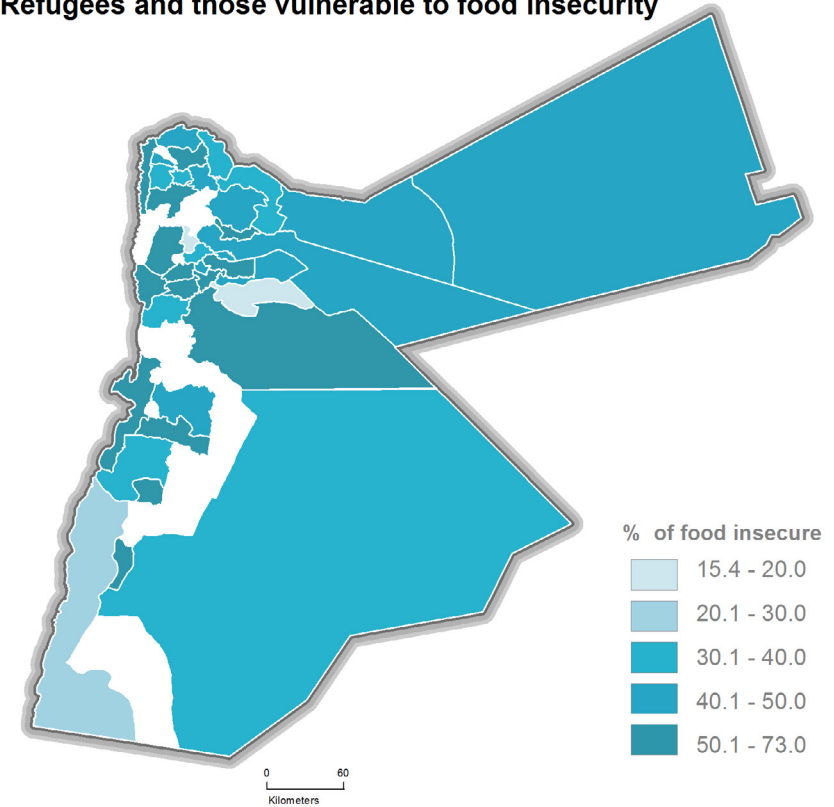 Refugees and those vulnerable to food insecurity
% of food insecure
15.4 - 20.0
20.1 - 30.0
30.1 - 40.0
40.1 - 50.0
50.1 - 73.0
0 60
Kilometers